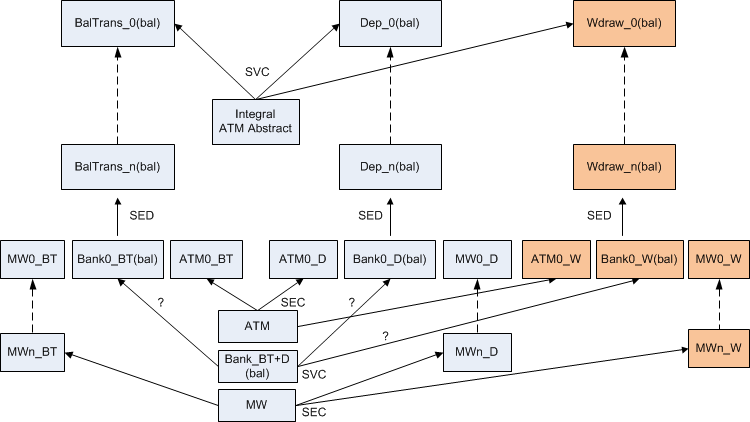 BalTrans_0(bal)
Dep_0(bal)
Wdraw_0(bal)
SVC
Integral
ATM Abstract
BalTrans_n(bal)
Dep_n(bal)
Wdraw_n(bal)
SED
SED
SED
MW0_BT
Bank0_BT(bal)
ATM0_BT
ATM0_D
Bank0_D(bal)
MW0_D
ATM0_W
Bank0_W(bal)
MW0_W
?
SEC
?
ATM
?
MWn_BT
Bank_BT+D
(bal)
SVC
MWn_D
MWn_W
MW
SEC